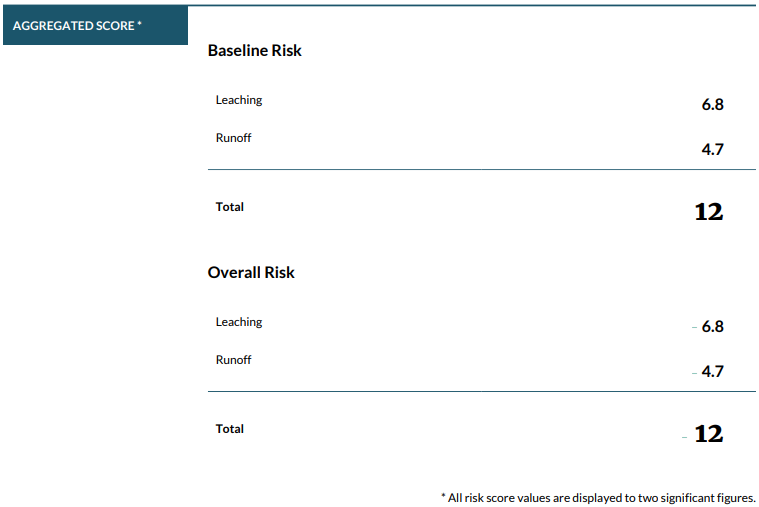 AGGREGATED SCORE *
Baseline Risk
Leaching 6.8
Runoff 4.7
Total 12
Overall Risk
Leaching – 6.8
Runoff – 4.7
Total – 12
* All risk score values are displayed to two significant figures.